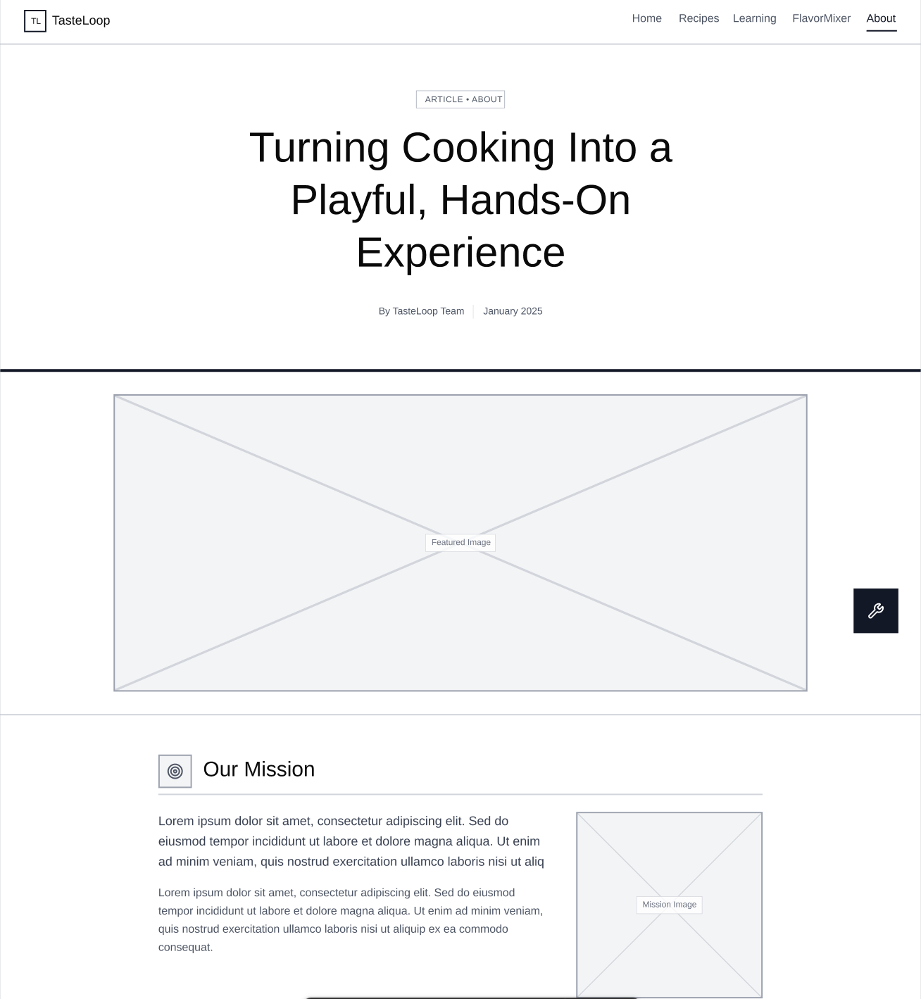 TL TasteLoop
Home Recipes Learning FlavorMixer About
ARTICLE • ABOUT
Turning Cooking Into a
Playful, Hands-On
Experience
By TasteLoop Team January 2025
Featured Image
Our Mission
Lorem ipsum dolor sit amet, consectetur adipiscing elit. Sed do
eiusmod tempor incididunt ut labore et dolore magna aliqua. Ut enim
ad minim veniam, quis nostrud exercitation ullamco laboris nisi ut aliq
Lorem ipsum dolor sit amet, consectetur adipiscing elit. Sed do eiusmod
tempor incididunt ut labore et dolore magna aliqua. Ut enim ad minim veniam,
quis nostrud exercitation ullamco laboris nisi ut aliquip ex ea commodo
consequat.
Mission Image